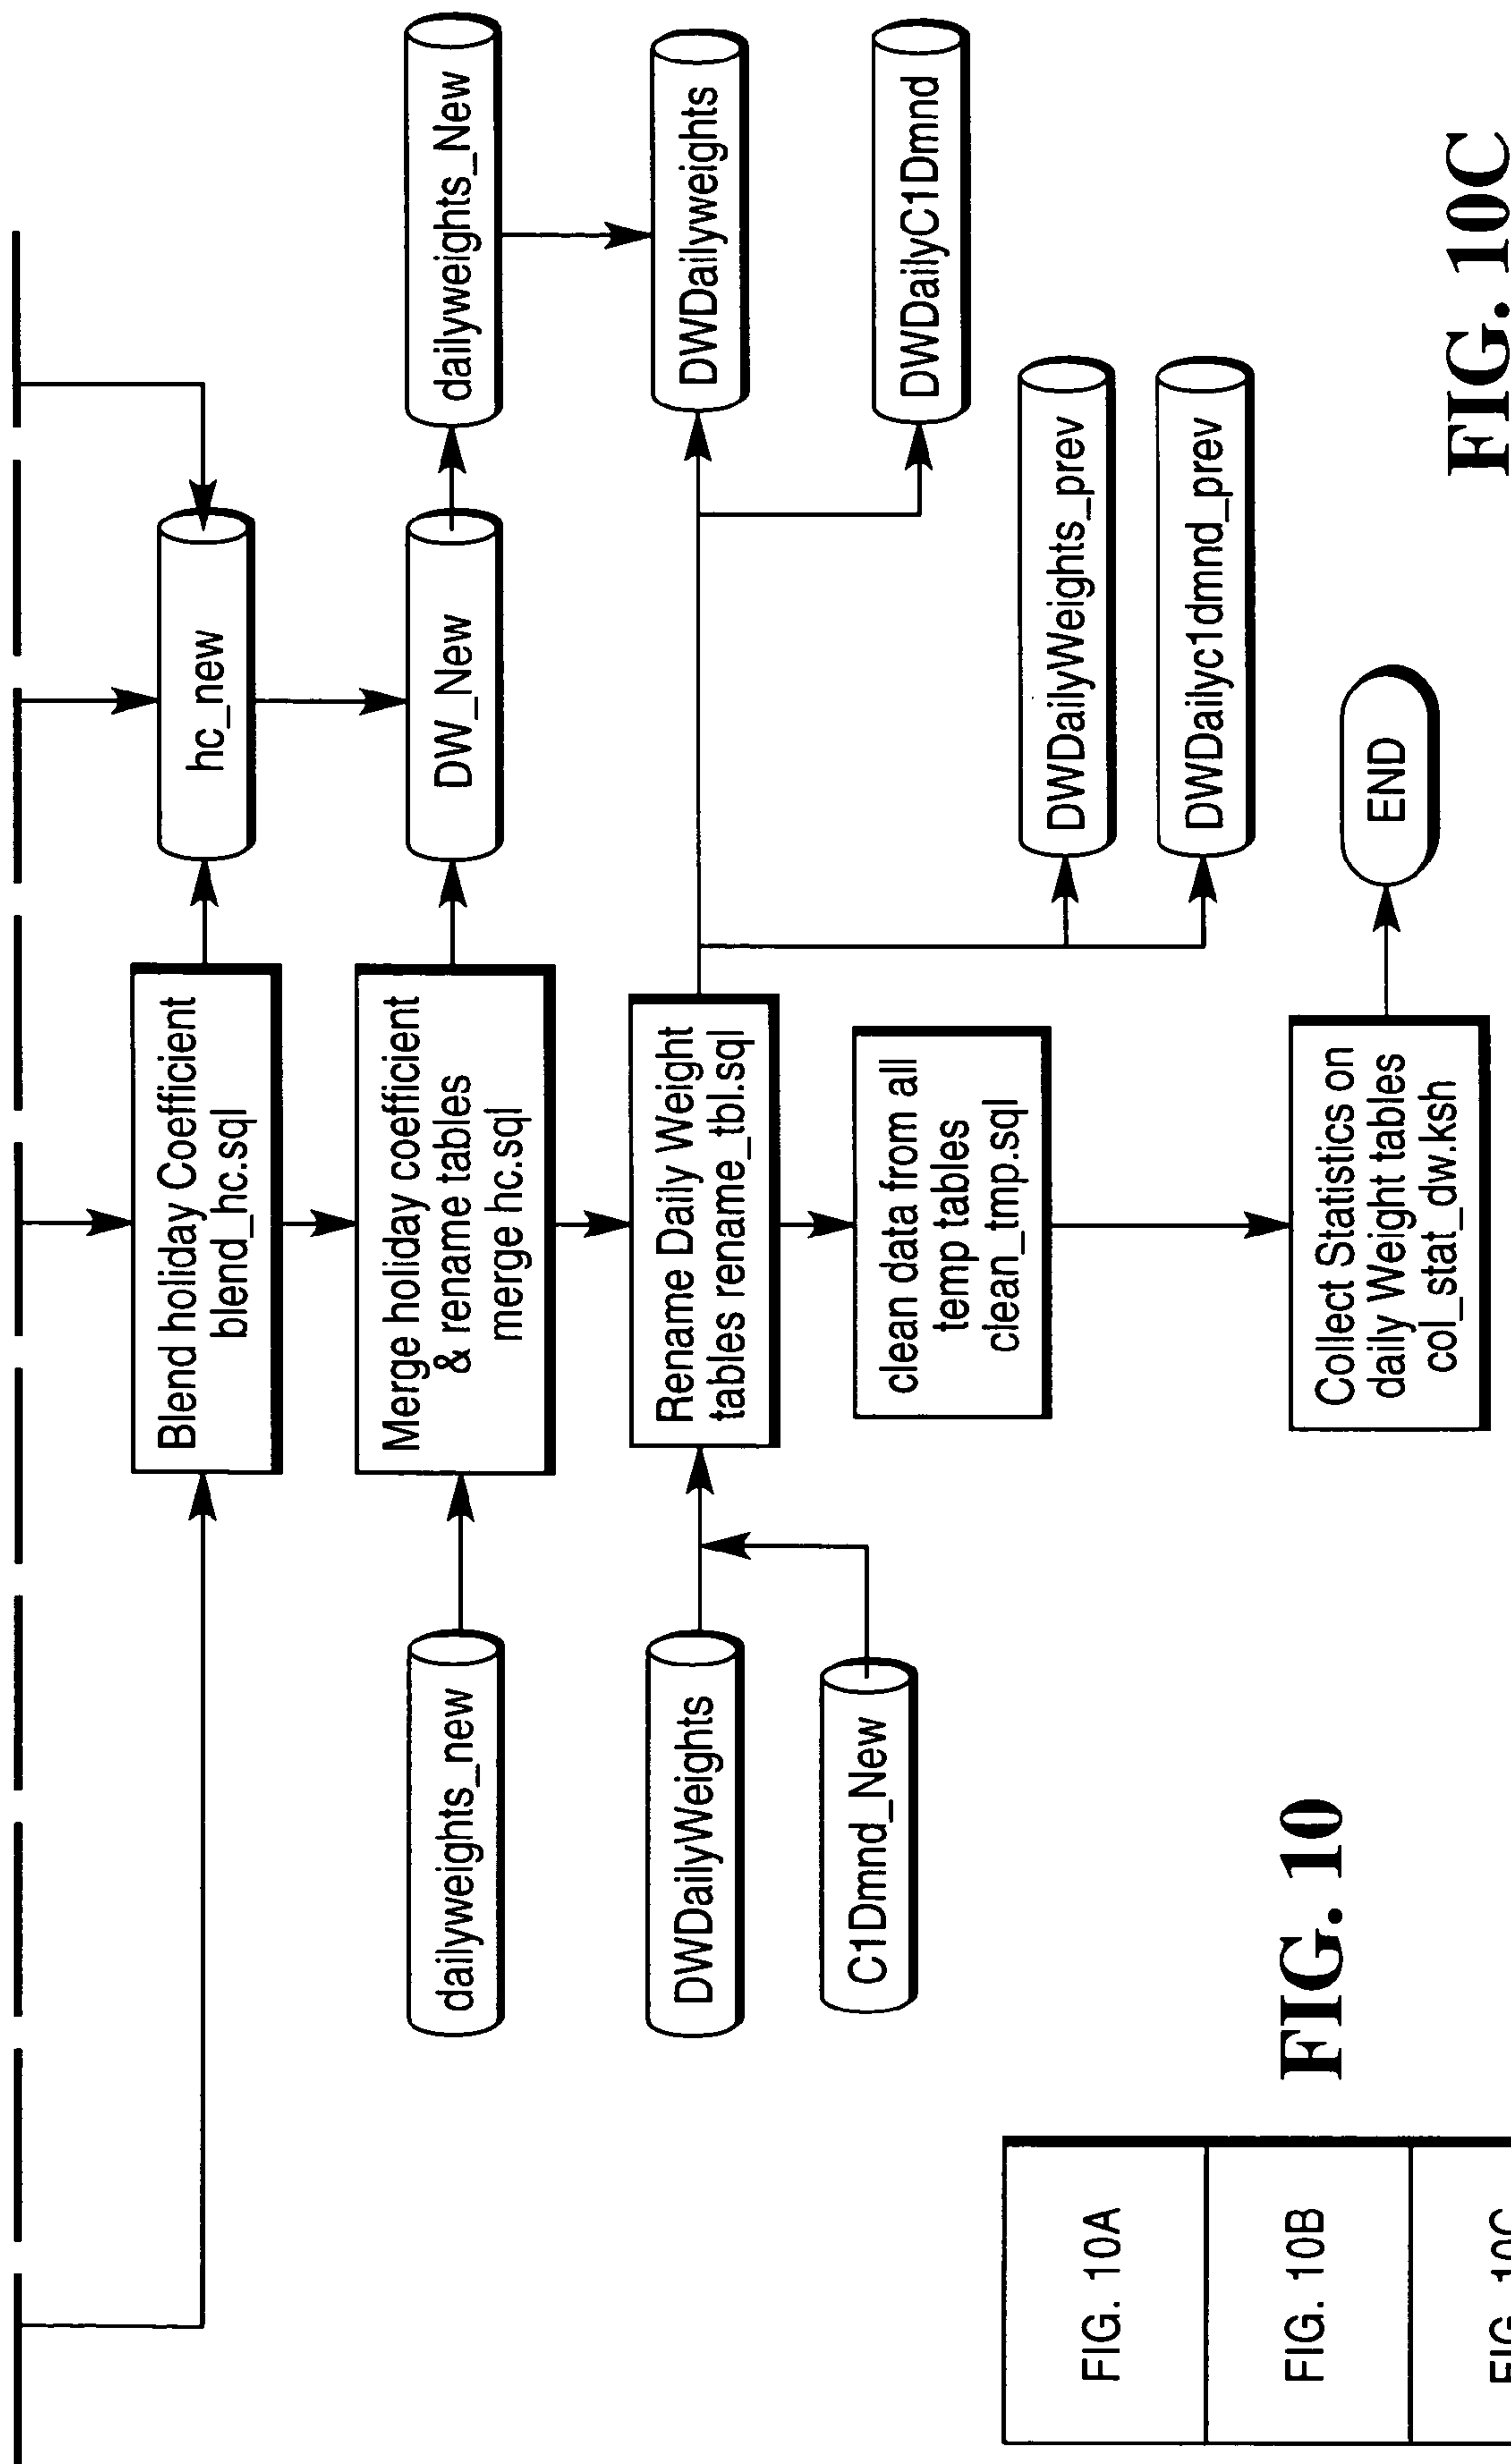 Blend holiday Coefficient
blend_hc.sql
hc_new
dailyweights_new
Merge holiday coefficient
& rename tables
merge hc.sql
DW_New
dailyweights_New
DWDailyWeights
C1Dmnd_New
Rename Daily Weight
tables rename_tbl.sql
DWDailyweights
DWDailyC1Dmnd
clean data from all
temp tables
clean_tmp.sql
DWDailyWeights_prev
DWDailyc1dmnd_prev
Collect Statistics on
daily Weight tables
col_stat_dw.ksh
END
FIG. 10A
FIG. 10B
FIG. 10C
FIG. 10
FIG. 10C